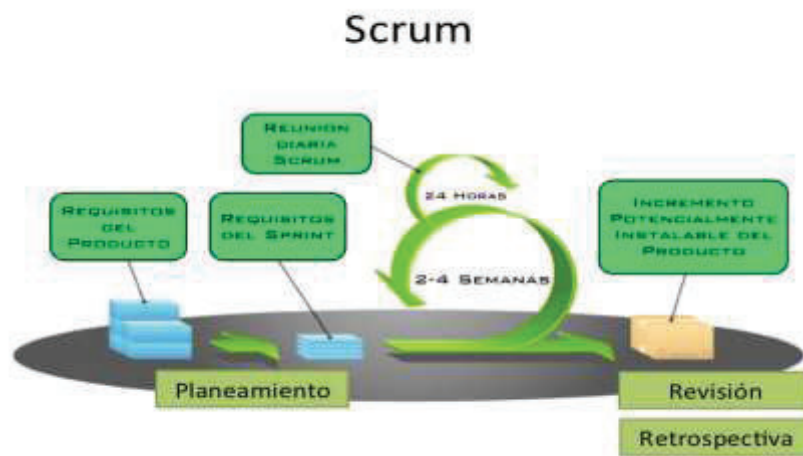 Scrum
Reunión
diaria
Scrum
24 Horas
Requisitos
del
Producto
Requisitos
del Sprint
Incremento
Potencialmente
Instalable del
Producto
2-4 Semanas
Planeamiento
Revisión
Retrospectiva